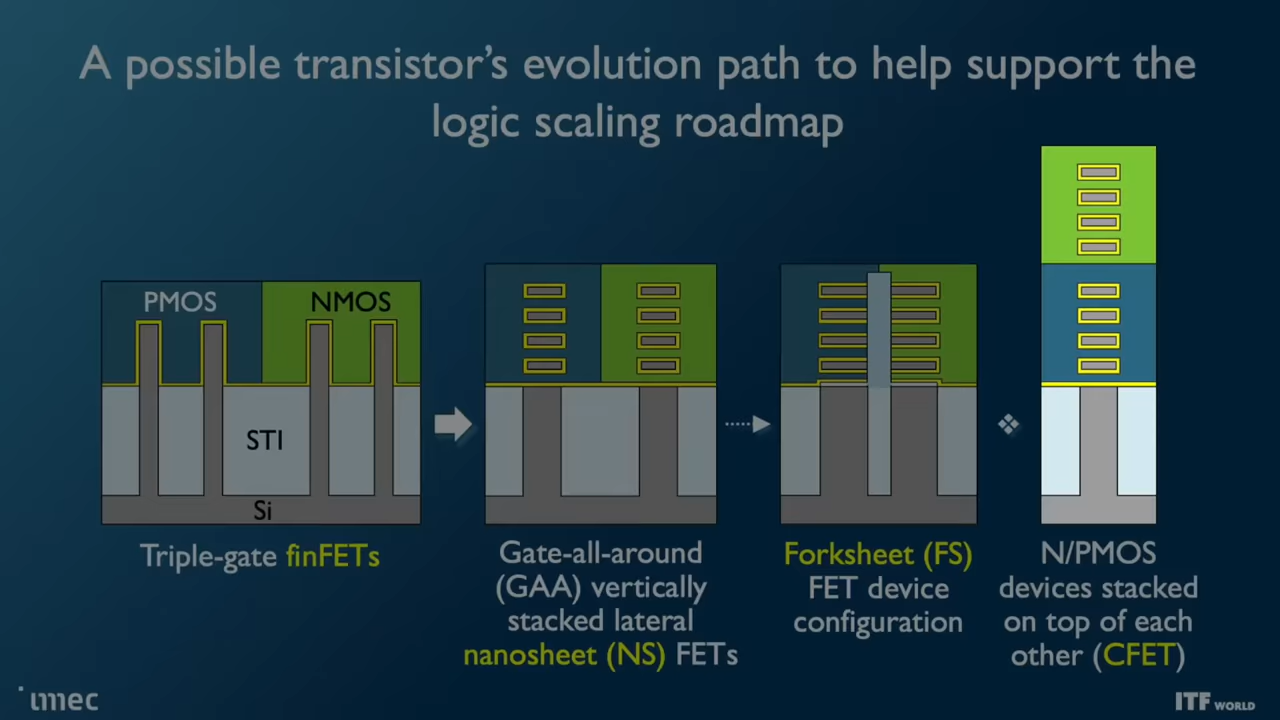 A possible transistor's evolution path to help support the
logic scaling roadmap
PMOS
NMOS
STI
Si
Triple-gate finFETs
Gate-all-around
(GAA) vertically
stacked lateral
nanosheet (NS) FETs
Forksheet (FS)
FET device
configuration
N/PMOS
devices stacked
on top of each
other (CFET)
imec
ITF WORLD